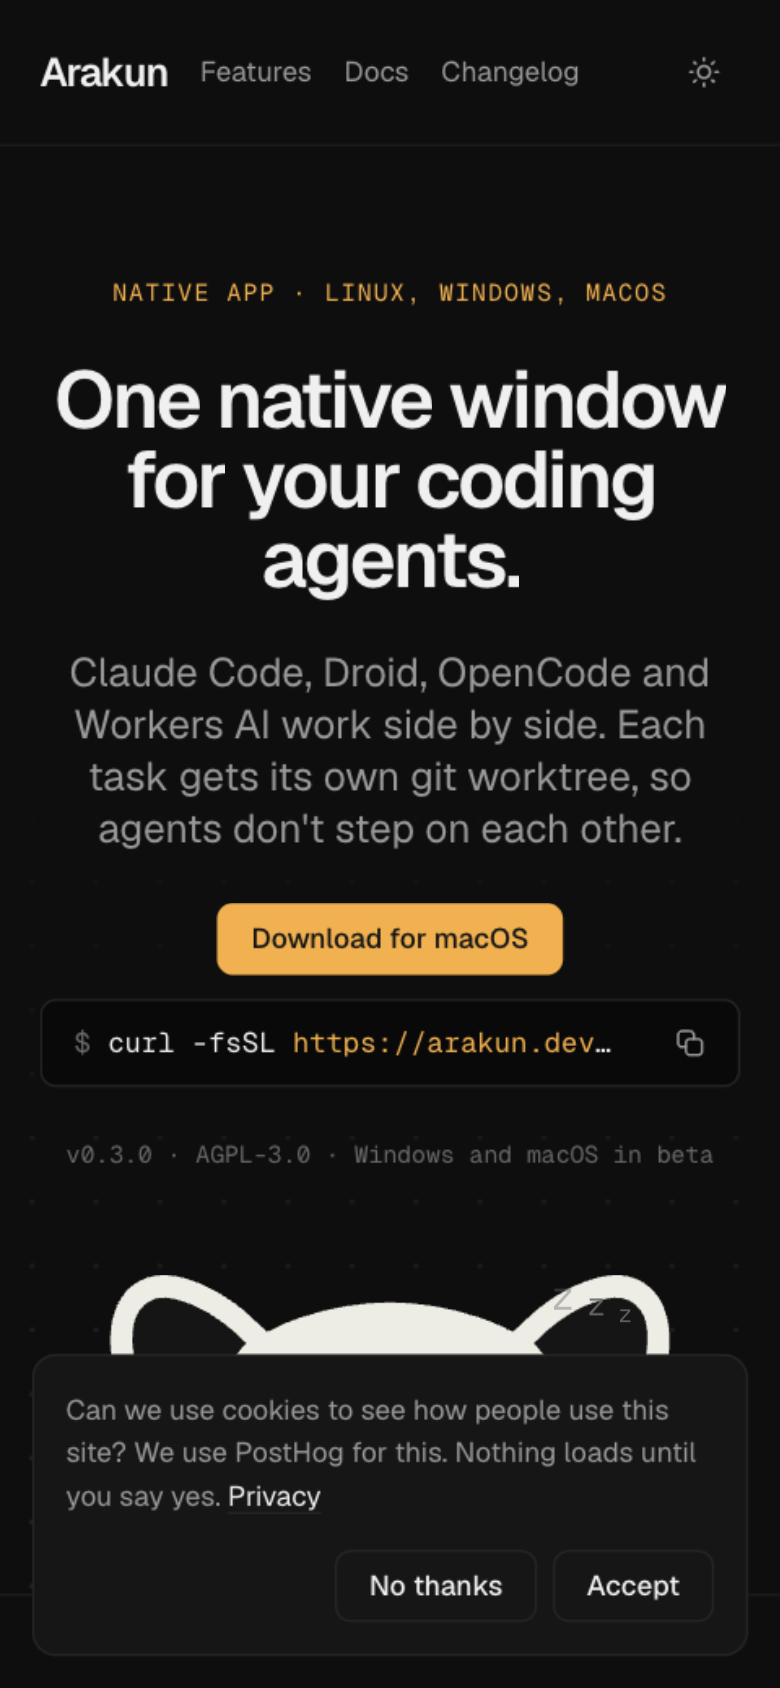 Arakun Features Docs Changelog
NATIVE APP · LINUX, WINDOWS, MACOS
One native window
for your coding
agents.
Claude Code, Droid, OpenCode and
Workers AI work side by side. Each
task gets its own git worktree, so
agents don't step on each other.
Download for macOS
$ curl -fsSL https://arakun.dev…
v0.3.0 · AGPL-3.0 · Windows and macOS in beta
Z Z Z
Can we use cookies to see how people use this
site? We use PostHog for this. Nothing loads until
you say yes. Privacy
No thanks Accept